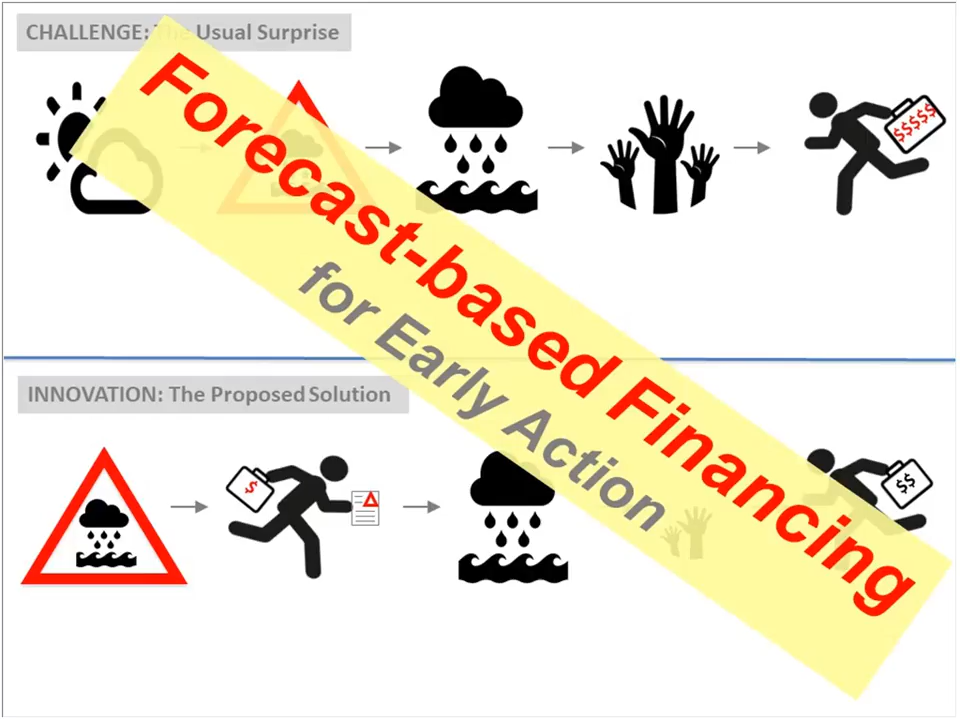 CHALLENGE: The Usual Surprise
$$$$$
Forecast-based Financing
for Early Action
INNOVATION: The Proposed Solution
$
$$